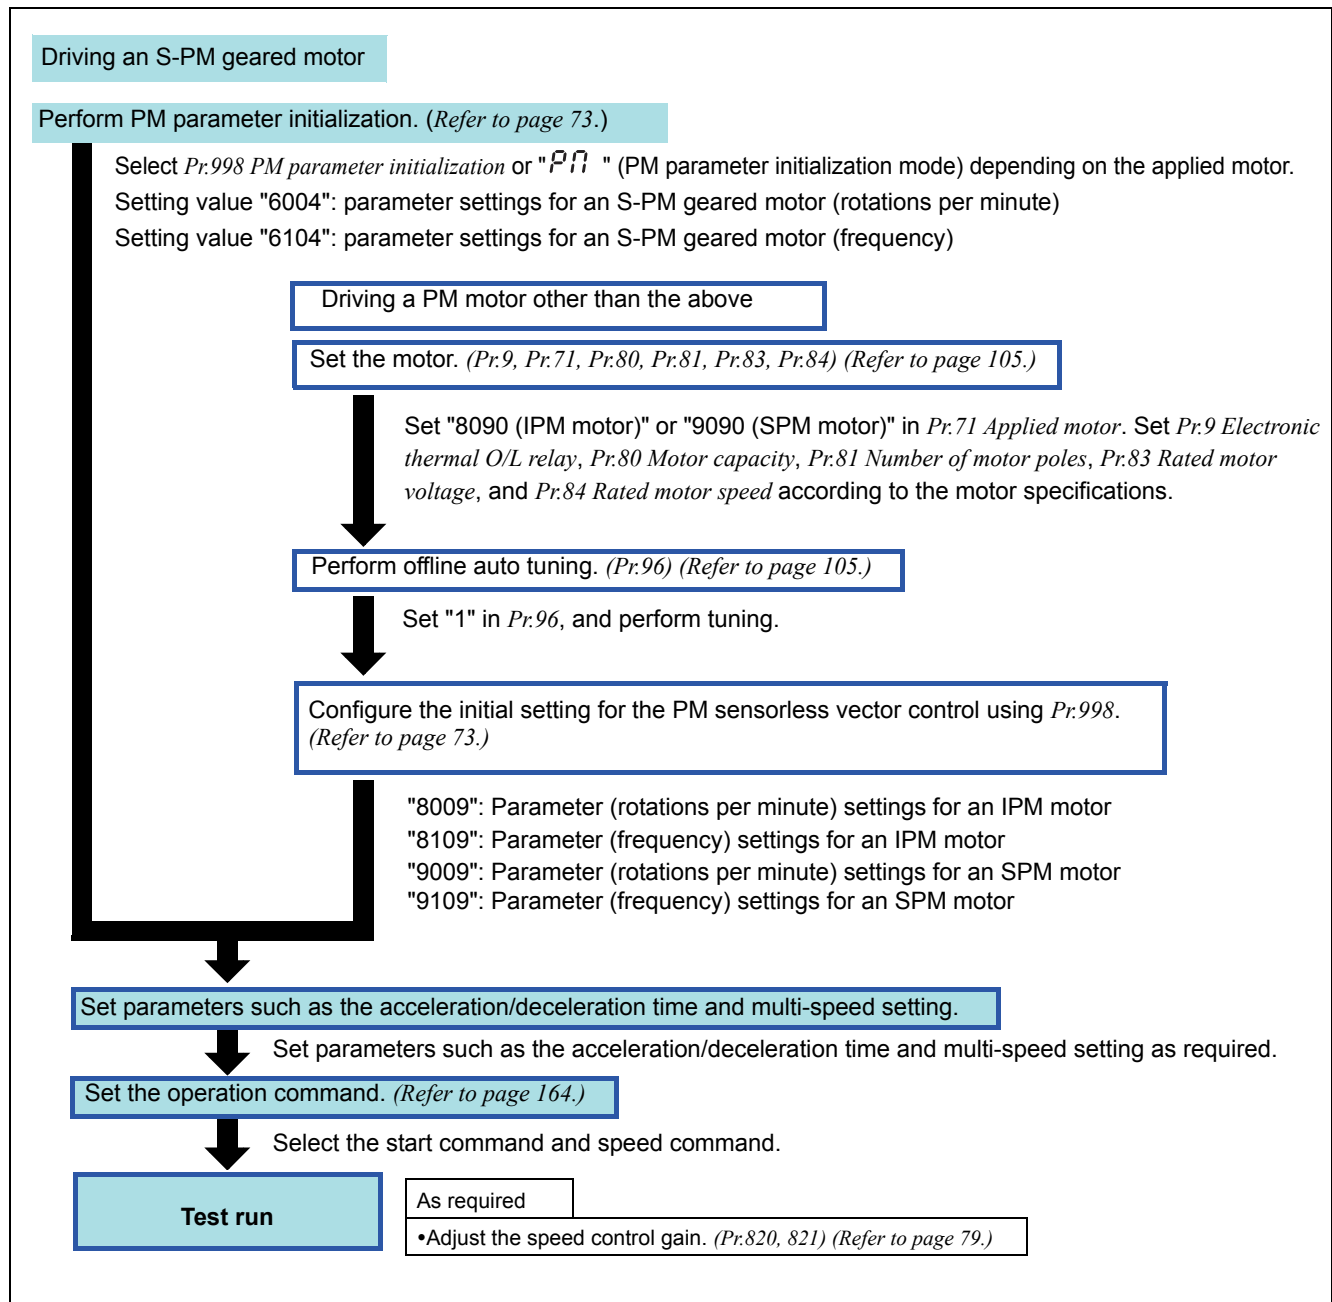 Driving an S-PM geared motor
Perform PM parameter initialization. (Refer to page 73.)
Select Pr.998 PM parameter initialization or "PM " (PM parameter initialization mode) depending on the applied motor.
Setting value "6004": parameter settings for an S-PM geared motor (rotations per minute)
Setting value "6104": parameter settings for an S-PM geared motor (frequency)
Driving a PM motor other than the above
Set the motor. (Pr.9, Pr.71, Pr.80, Pr.81, Pr.83, Pr.84) (Refer to page 105.)
Set "8090 (IPM motor)" or "9090 (SPM motor)" in Pr.71 Applied motor. Set Pr.9 Electronic
thermal O/L relay, Pr.80 Motor capacity, Pr.81 Number of motor poles, Pr.83 Rated motor
voltage, and Pr.84 Rated motor speed according to the motor specifications.
Perform offline auto tuning. (Pr.96) (Refer to page 105.)
Set "1" in Pr.96, and perform tuning.
Configure the initial setting for the PM sensorless vector control using Pr.998.
(Refer to page 73.)
"8009": Parameter (rotations per minute) settings for an IPM motor
"8109": Parameter (frequency) settings for an IPM motor
"9009": Parameter (rotations per minute) settings for an SPM motor
"9109": Parameter (frequency) settings for an SPM motor
Set parameters such as the acceleration/deceleration time and multi-speed setting.
Set parameters such as the acceleration/deceleration time and multi-speed setting as required.
Set the operation command. (Refer to page 164.)
Select the start command and speed command.
Test run
As required
•Adjust the speed control gain. (Pr.820, 821) (Refer to page 79.)